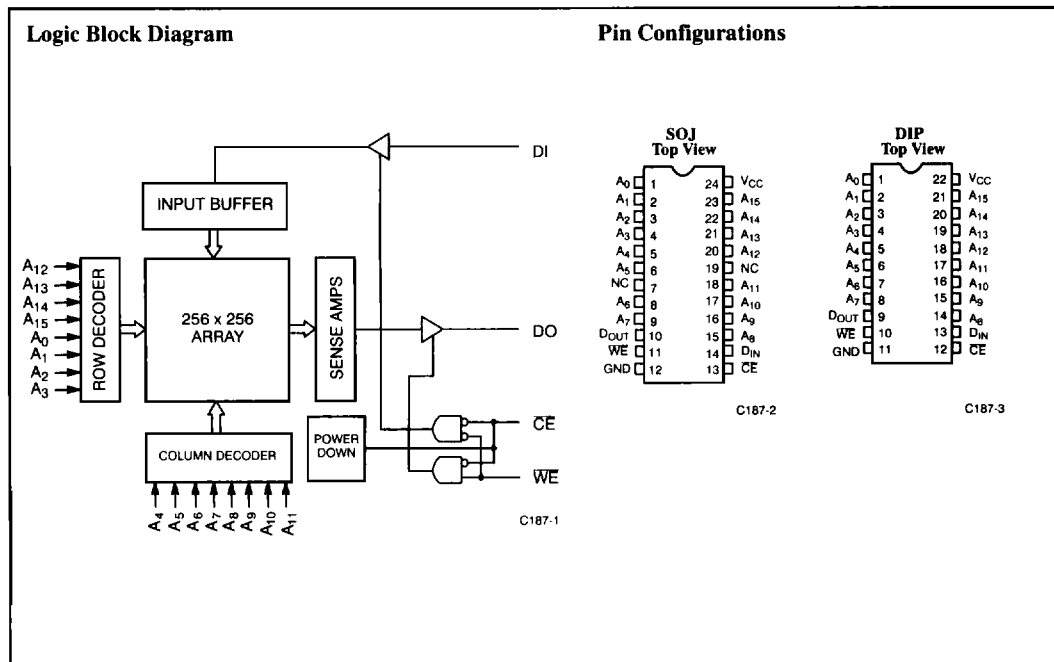 Logic Block Diagram
DI
INPUT BUFFER
A12
A13
A14
A15
A0
A1
A2
A3
ROW DECODER
256 x 256
ARRAY
SENSE AMPS
DO
COLUMN DECODER
POWER
DOWN
C̅E̅
W̅E̅
A4
A5
A6
A7
A8
A9
A10
A11
C187-1
Pin Configurations
SOJ
Top View
A0 1 24 VCC
A1 2 23 A15
A2 3 22 A14
A3 4 21 A13
A4 5 20 A12
A5 6 19 NC
NC 7 18 A11
A6 8 17 A10
A7 9 16 A9
DOUT 10 15 A8
W̅E̅ 11 14 DIN
GND 12 13 C̅E̅
C187-2
DIP
Top View
A0 1 22 VCC
A1 2 21 A15
A2 3 20 A14
A3 4 19 A13
A4 5 18 A12
A5 6 17 A11
A6 7 16 A10
A7 8 15 A9
DOUT 9 14 A8
W̅E̅ 10 13 DIN
GND 11 12 C̅E̅
C187-3